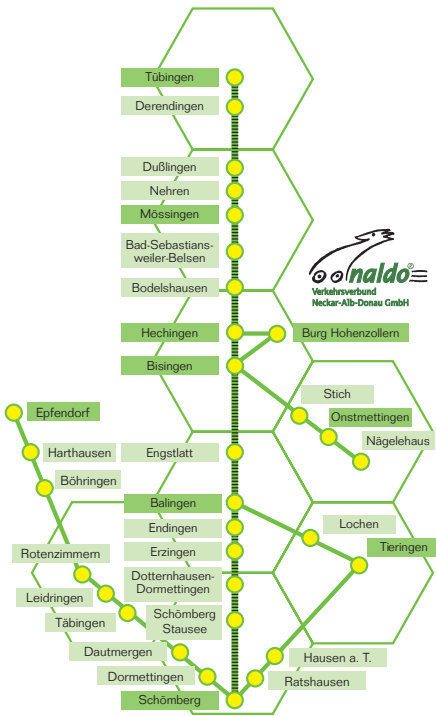 Tübingen
Derendingen
Dußlingen
Nehren
Mössingen
Bad-Sebastians-
weiler-Belsen
Bodelshausen
naldo®
Verkehrsverbund
Neckar-Alb-Donau GmbH
Hechingen
Burg Hohenzollern
Bisingen
Stich
Onstmettingen
Nägelehaus
Epfendorf
Harthausen
Böhringen
Engstlatt
Balingen
Endingen
Erzingen
Lochen
Tieringen
Rotenzimmern
Dotternhausen-
Dormettingen
Leidringen
Täbingen
Schömberg
Stausee
Dautmergen
Dormettingen
Hausen a. T.
Ratshausen
Schömberg